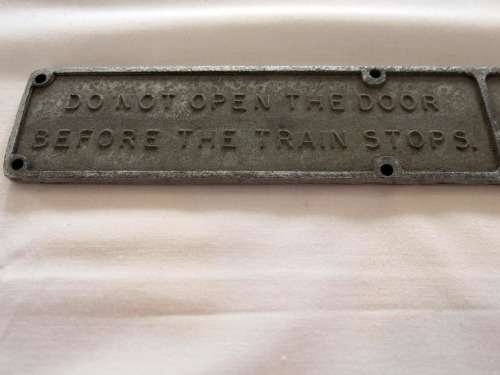 DO NOT OPEN THE DOOR
BEFORE THE TRAIN STOPS.